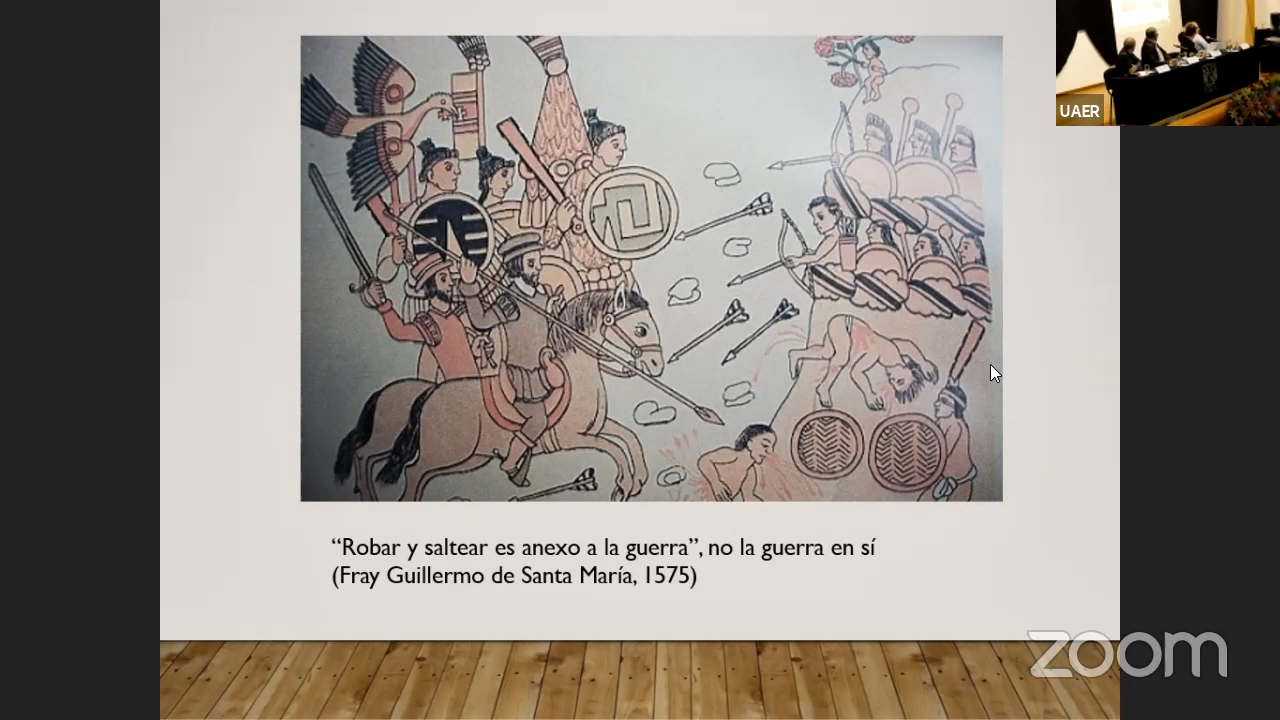 UAER
“Robar y saltear es anexo a la guerra”, no la guerra en sí
(Fray Guillermo de Santa María, 1575)
zoom